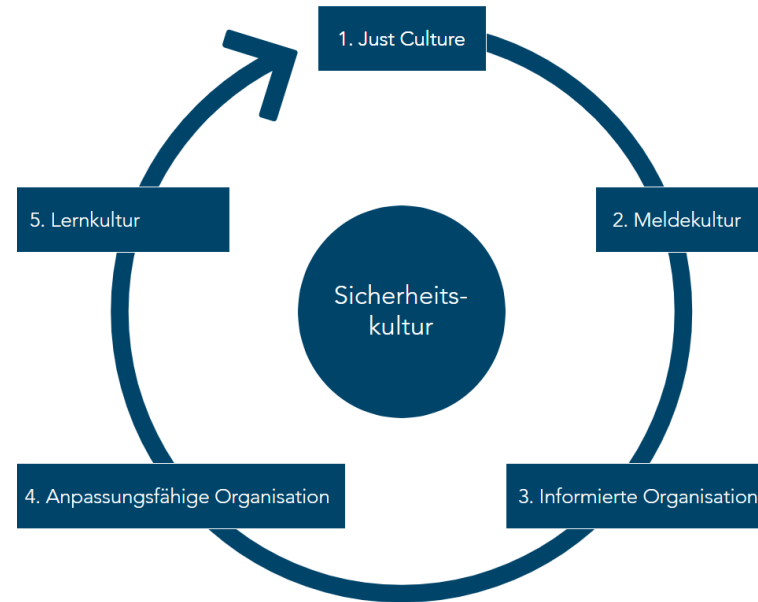 1. Just Culture
2. Meldekultur
3. Informierte Organisation
4. Anpassungsfähige Organisation
5. Lernkultur
Sicherheits-
kultur